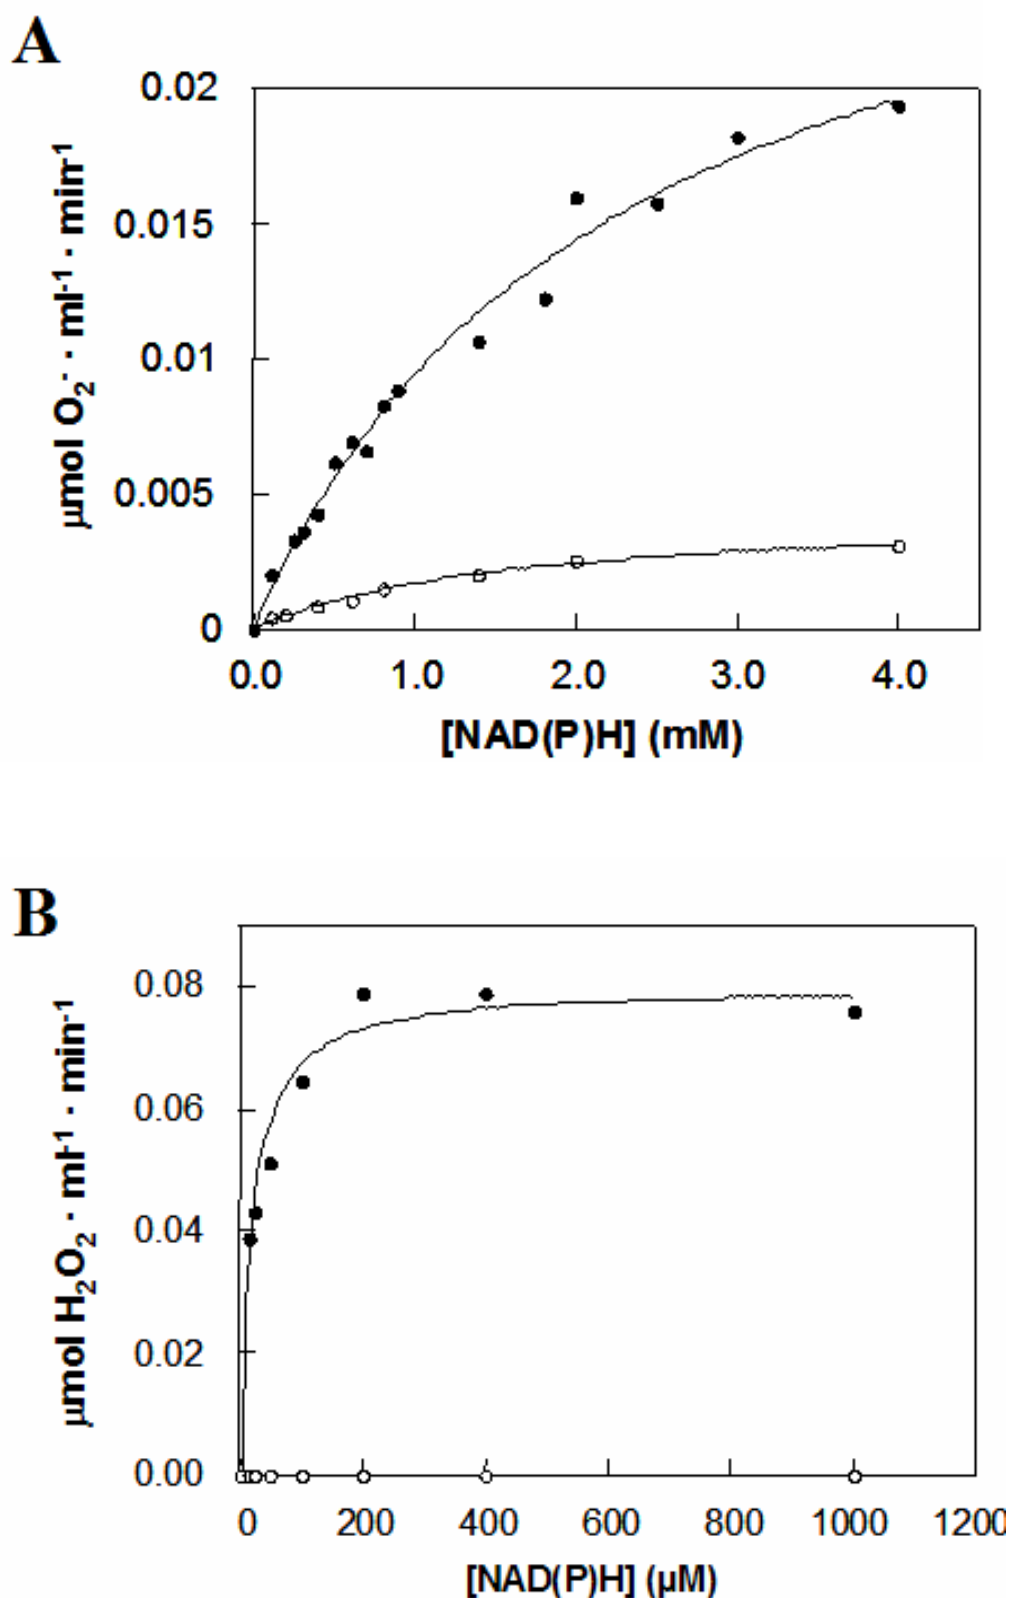 A
0.02
0.015
0.01
0.005
0
0.0 1.0 2.0 3.0 4.0
µmol O₂⁻ · ml⁻¹ · min⁻¹
[NAD(P)H] (mM)
B
0.08
0.06
0.04
0.02
0.00
0 200 400 600 800 1000 1200
µmol H₂O₂ · ml⁻¹ · min⁻¹
[NAD(P)H] (µM)